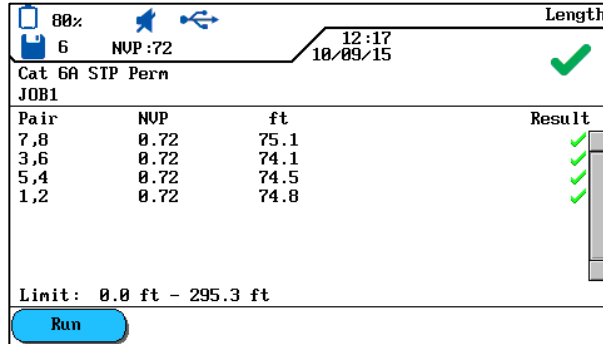 80% Length
6 NVP:72 12:17
10/09/15
Cat 6A STP Perm
JOB1
Pair NVP ft Result
7,8 0.72 75.1
3,6 0.72 74.1
5,4 0.72 74.5
1,2 0.72 74.8
Limit: 0.0 ft - 295.3 ft
Run